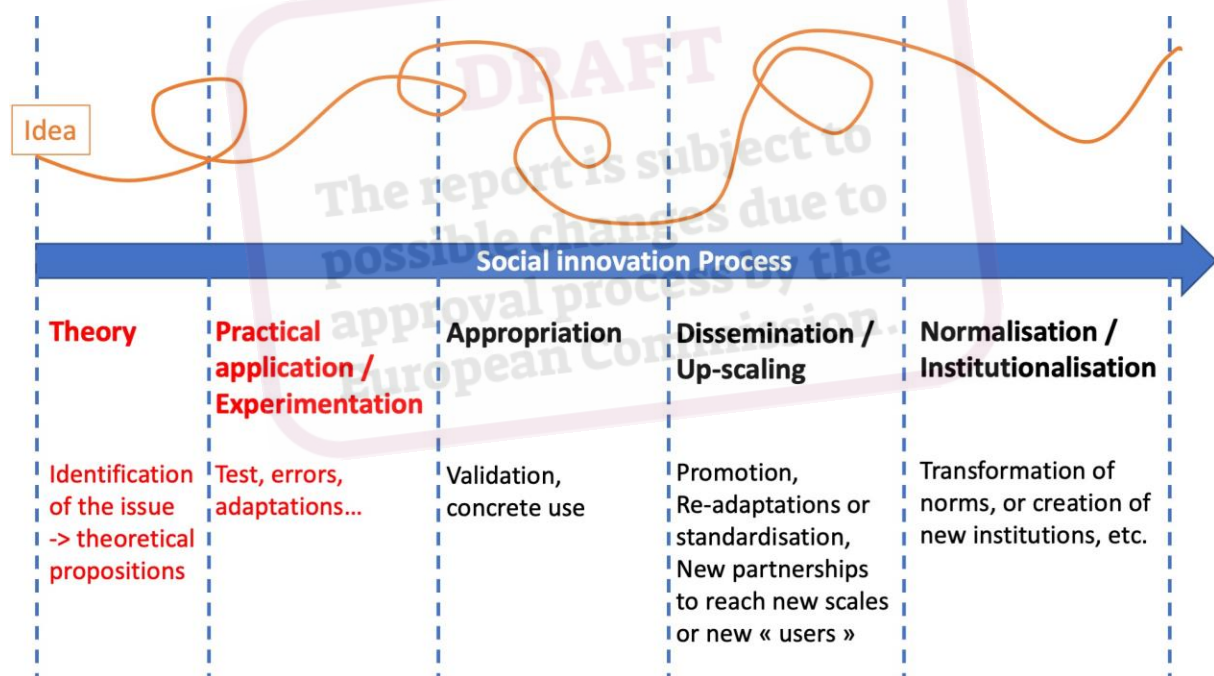 DRAFT
The report is subject to
possible changes due to
approval process by the
European Commission.
Idea
Social innovation Process
Theory
Practical
application /
Experimentation
Appropriation
Dissemination /
Up-scaling
Normalisation /
Institutionalisation
Identification
of the issue
-> theoretical
propositions
Test, errors,
adaptations…
Validation,
concrete use
Promotion,
Re-adaptations or
standardisation,
New partnerships
to reach new scales
or new « users »
Transformation of
norms, or creation of
new institutions, etc.